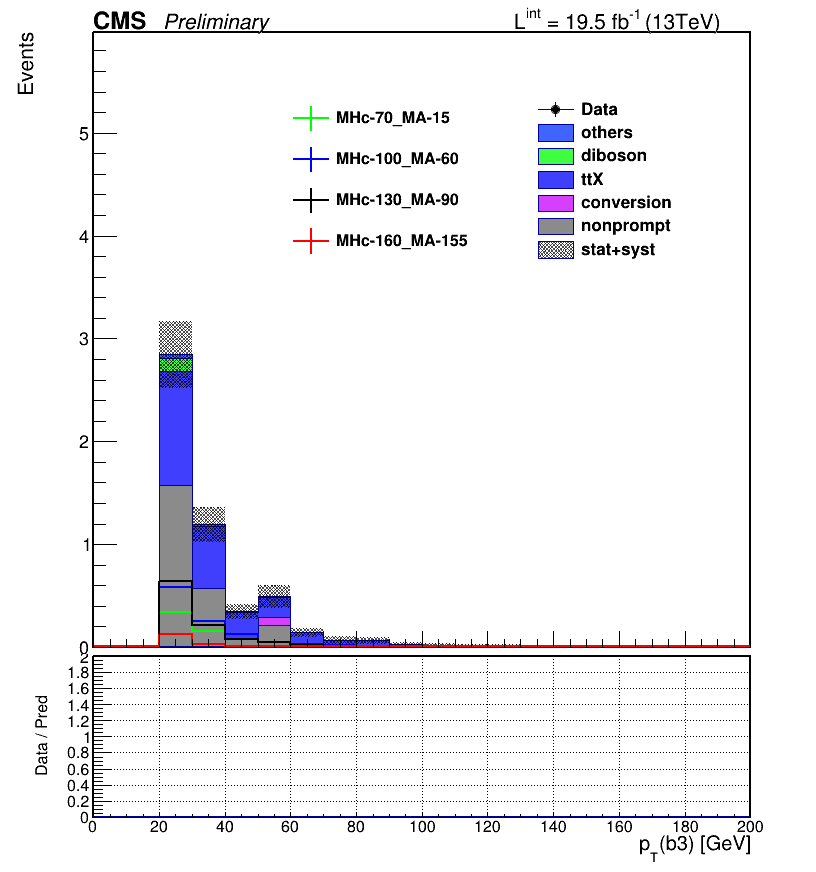 CMS Preliminary L^int = 19.5 fb^-1 (13TeV)
Events
MHc-70_MA-15
MHc-100_MA-60
MHc-130_MA-90
MHc-160_MA-155
Data
others
diboson
ttX
conversion
nonprompt
stat+syst
5
4
3
2
1
0
Data / Pred
2
1.8
1.6
1.4
1.2
1
0.8
0.6
0.4
0.2
0
0 20 40 60 80 100 120 140 160 180 200
p_T(b3) [GeV]